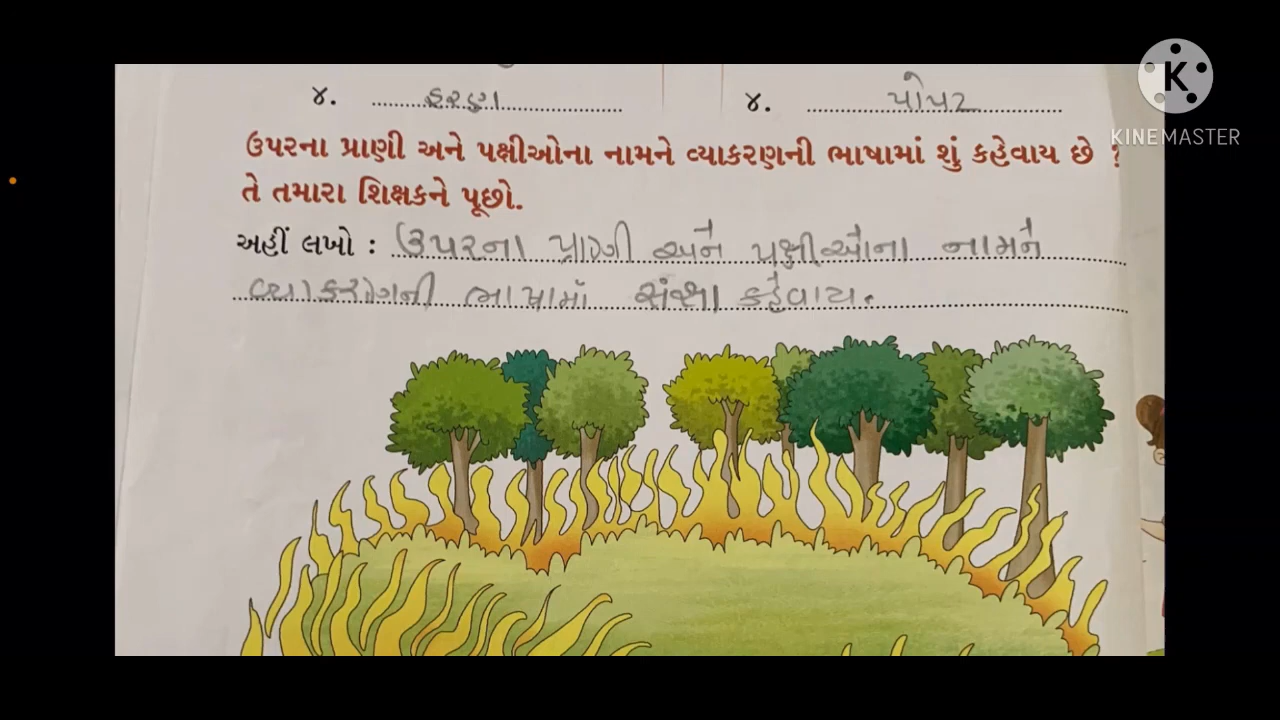 ૪. હરણ ૪. પોપટ
ઉપરના પ્રાણી અને પક્ષીઓના નામને વ્યાકરણની ભાષામાં શું કહેવાય છે ?
તે તમારા શિક્ષકને પૂછો.
અહીં લખો : ઉપરના પ્રાણી અને પક્ષીઓના નામને
વ્યાકરણની ભાષામાં સંજ્ઞા કહેવાય.
K
KINEMASTER